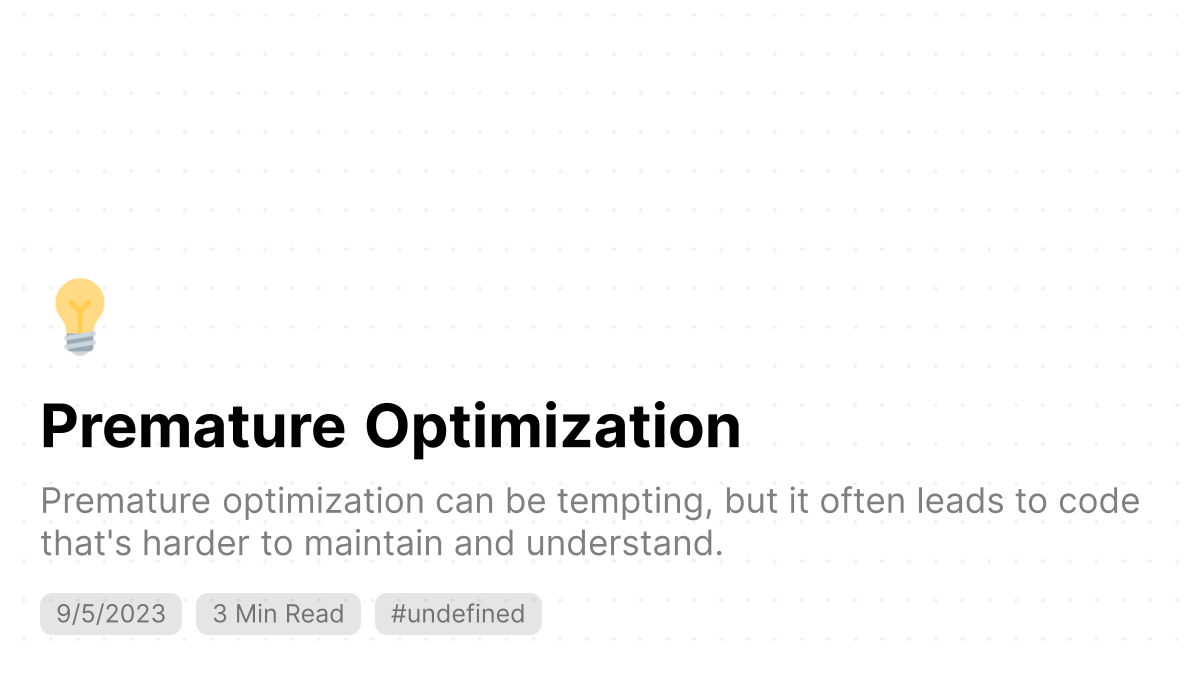 Premature Optimization
Premature optimization can be tempting, but it often leads to code
that's harder to maintain and understand.
9/5/2023 3 Min Read #undefined